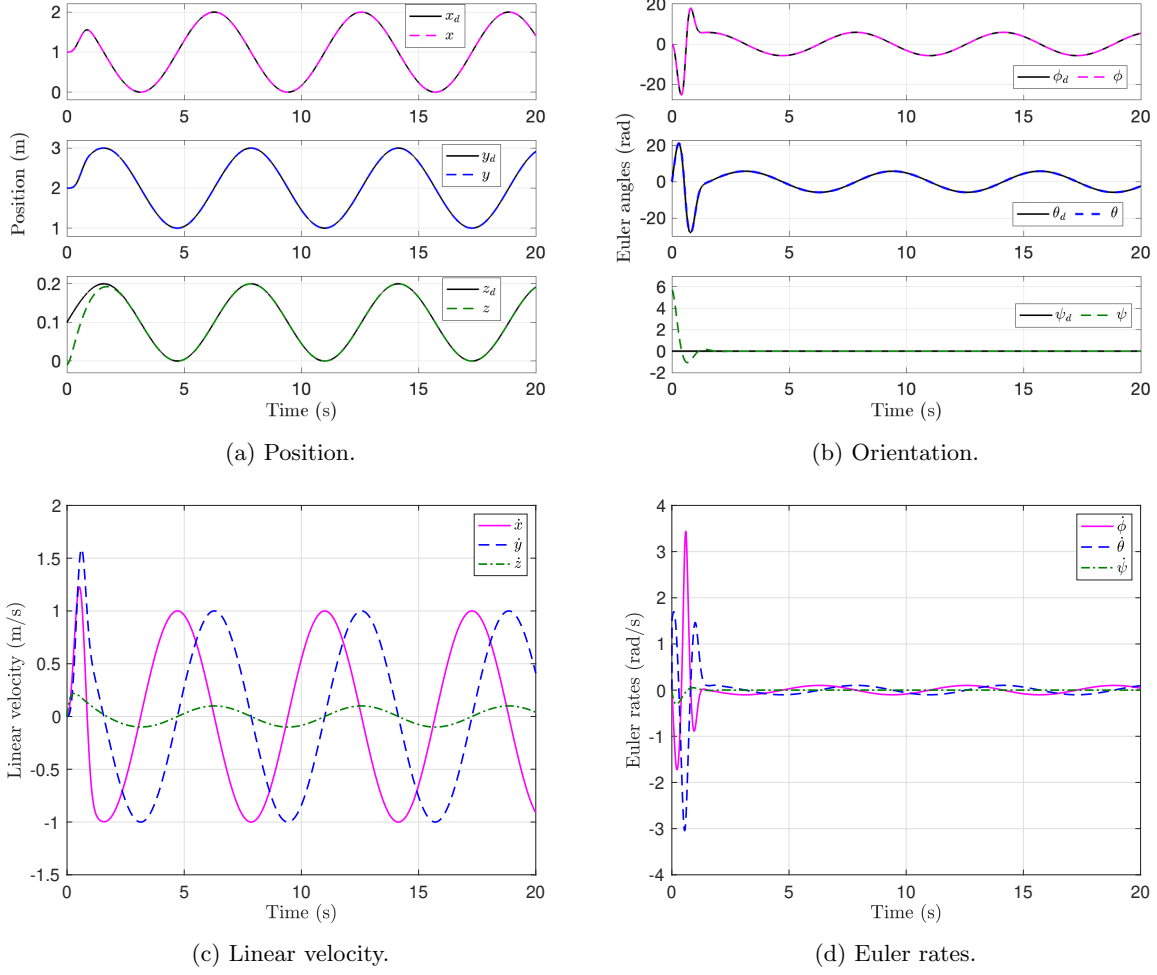 2
1
0
0 5 10 15 20
x_d
x
Position (m)
3
2
1
0 5 10 15 20
y_d
y
0.2
0.1
0
0 5 10 15 20
z_d
z
Time (s)
(a) Position.
20
0
-20
0 5 10 15 20
ϕ_d ϕ
Euler angles (rad)
20
0
-20
0 5 10 15 20
θ_d θ
6
4
2
0
-2
0 5 10 15 20
ψ_d ψ
Time (s)
(b) Orientation.
2
1.5
1
0.5
0
-0.5
-1
-1.5
0 5 10 15 20
Linear velocity (m/s)
ẋ
ẏ
ż
Time (s)
(c) Linear velocity.
4
3
2
1
0
-1
-2
-3
-4
0 5 10 15 20
Euler rates (rad/s)
ϕ̇
θ̇
ψ̇
Time (s)
(d) Euler rates.